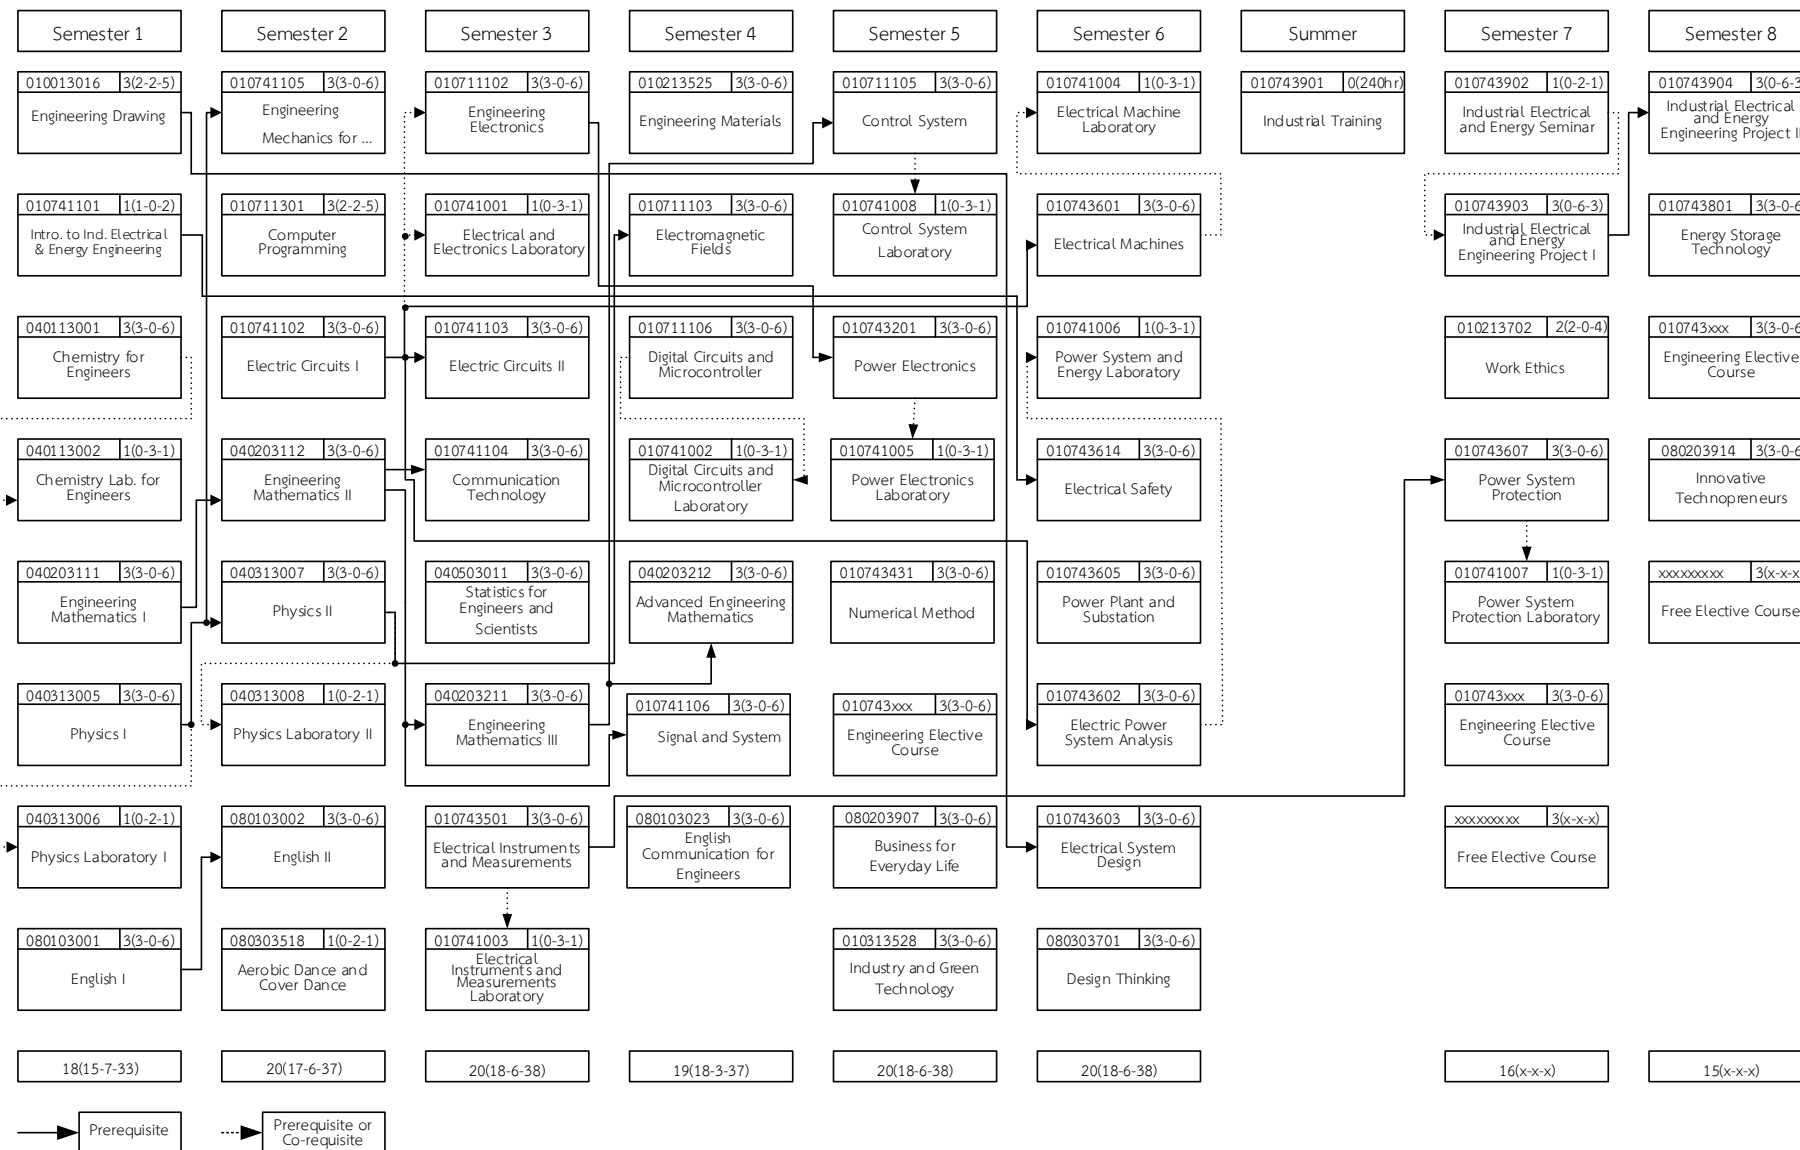 Semester 1
Semester 2
Semester 3
Semester 4
Semester 5
Semester 6
Summer
Semester 7
Semester 8
010013016 3(2-2-5)
Engineering Drawing
010741105 3(3-0-6)
Engineering
Mechanics for ...
010711102 3(3-0-6)
Engineering
Electronics
010213525 3(3-0-6)
Engineering Materials
010711105 3(3-0-6)
Control System
010741004 1(0-3-1)
Electrical Machine
Laboratory
010743901 0(240hr)
Industrial Training
010743902 1(0-2-1)
Industrial Electrical
and Energy Seminar
010743904 3(0-6-3
Industrial Electrical
and Energy
Engineering Project I
010741101 1(1-0-2)
Intro. to Ind. Electrical
& Energy Engineering
010711301 3(2-2-5)
Computer
Programming
010741001 1(0-3-1)
Electrical and
Electronics Laboratory
010711103 3(3-0-6)
Electromagnetic
Fields
010741008 1(0-3-1)
Control System
Laboratory
010743601 3(3-0-6)
Electrical Machines
010743903 3(0-6-3)
Industrial Electrical
and Energy
Engineering Project I
010743801 3(3-0-6
Energy Storage
Technology
040113001 3(3-0-6)
Chemistry for
Engineers
010741102 3(3-0-6)
Electric Circuits I
010741103 3(3-0-6)
Electric Circuits II
010711106 3(3-0-6)
Digital Circuits and
Microcontroller
010743201 3(3-0-6)
Power Electronics
010741006 1(0-3-1)
Power System and
Energy Laboratory
010213702 2(2-0-4)
Work Ethics
010743xxx 3(3-0-6
Engineering Elective
Course
040113002 1(0-3-1)
Chemistry Lab. for
Engineers
040203112 3(3-0-6)
Engineering
Mathematics II
010741104 3(3-0-6)
Communication
Technology
010741002 1(0-3-1)
Digital Circuits and
Microcontroller
Laboratory
010741005 1(0-3-1)
Power Electronics
Laboratory
010743614 3(3-0-6)
Electrical Safety
010743607 3(3-0-6)
Power System
Protection
080203914 3(3-0-6
Innovative
Technopreneurs
040203111 3(3-0-6)
Engineering
Mathematics I
040313007 3(3-0-6)
Physics II
040503011 3(3-0-6)
Statistics for
Engineers and
Scientists
040203212 3(3-0-6)
Advanced Engineering
Mathematics
010743431 3(3-0-6)
Numerical Method
010743605 3(3-0-6)
Power Plant and
Substation
010741007 1(0-3-1)
Power System
Protection Laboratory
xxxxxxxxx 3(x-x-x
Free Elective Course
040313005 3(3-0-6)
Physics I
040313008 1(0-2-1)
Physics Laboratory II
040203211 3(3-0-6)
Engineering
Mathematics III
010741106 3(3-0-6)
Signal and System
010743xxx 3(3-0-6)
Engineering Elective
Course
010743602 3(3-0-6)
Electric Power
System Analysis
010743xxx 3(3-0-6)
Engineering Elective
Course
040313006 1(0-2-1)
Physics Laboratory I
080103002 3(3-0-6)
English II
010743501 3(3-0-6)
Electrical Instruments
and Measurements
080103023 3(3-0-6)
English
Communication for
Engineers
080203907 3(3-0-6)
Business for
Everyday Life
010743603 3(3-0-6)
Electrical System
Design
xxxxxxxxx 3(x-x-x)
Free Elective Course
080103001 3(3-0-6)
English I
080303518 1(0-2-1)
Aerobic Dance and
Cover Dance
010741003 1(0-3-1)
Electrical
Instruments and
Measurements
Laboratory
010313528 3(3-0-6)
Industry and Green
Technology
080303701 3(3-0-6)
Design Thinking
18(15-7-33)
20(17-6-37)
20(18-6-38)
19(18-3-37)
20(18-6-38)
20(18-6-38)
16(x-x-x)
15(x-x-x)
Prerequisite
Prerequisite or
Co-requisite